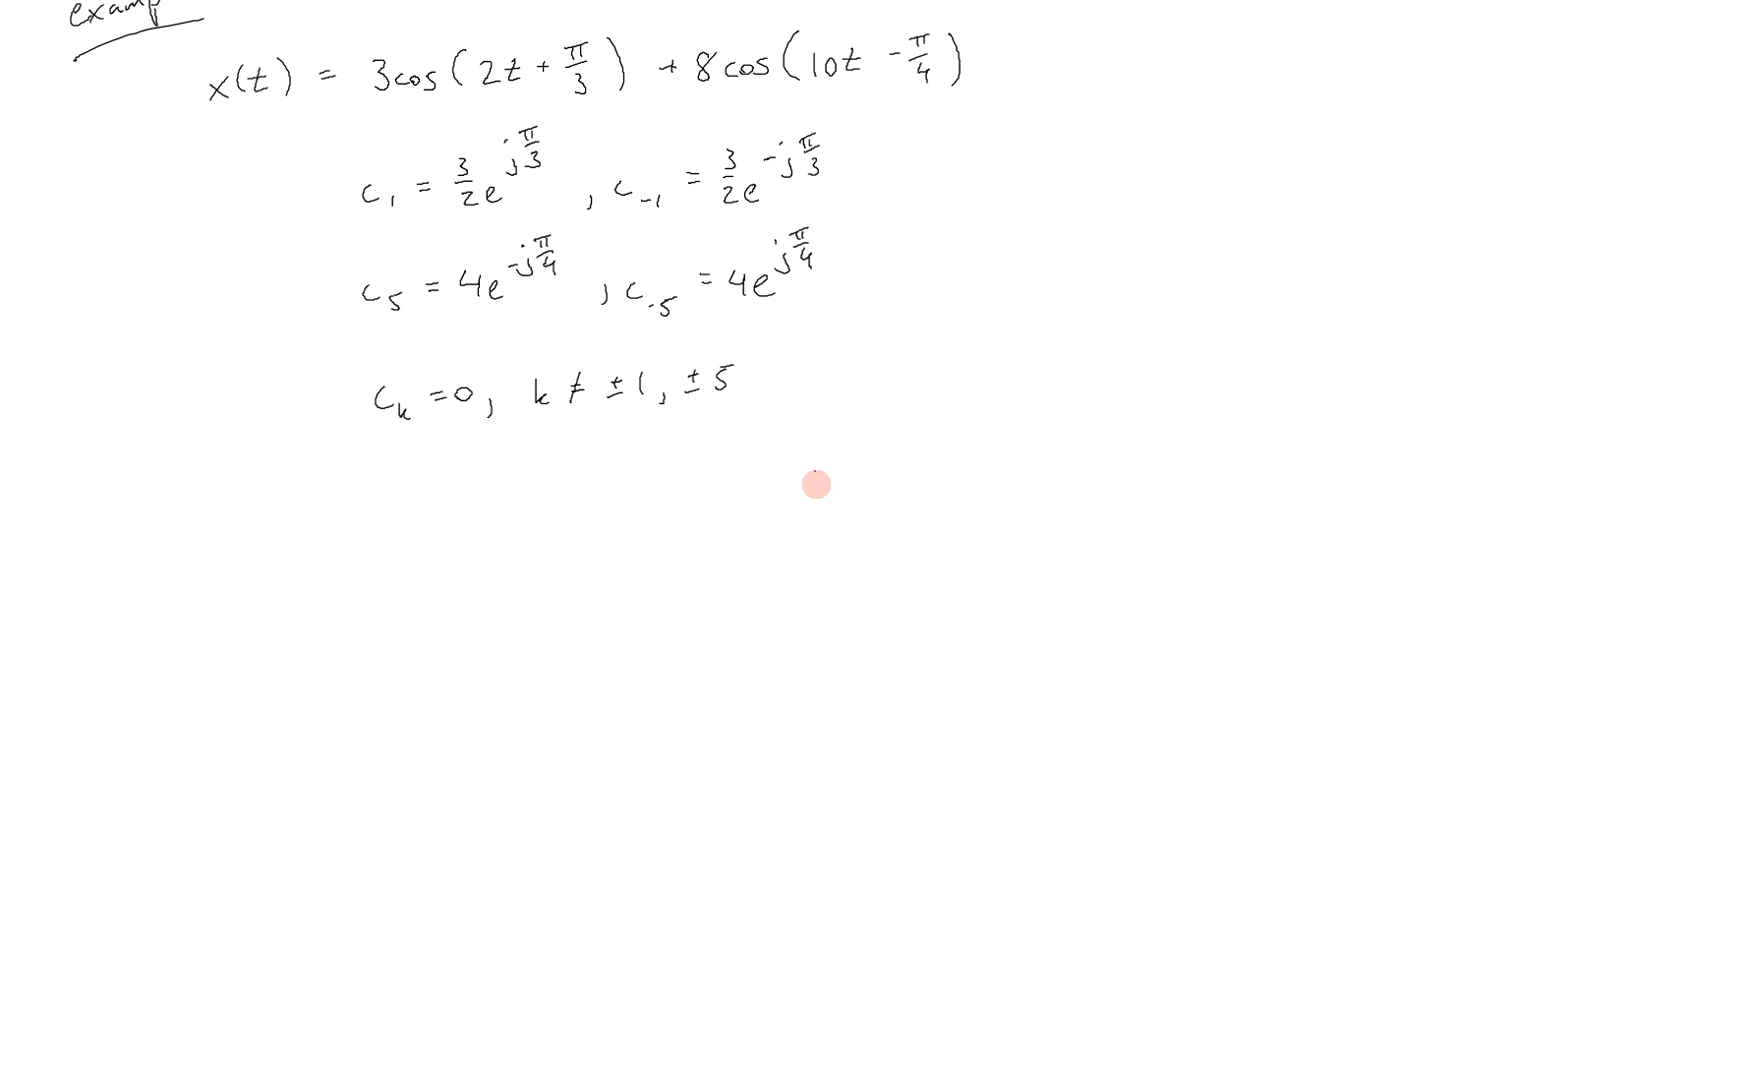 examp
x(t) = 3cos(2t + π/3) + 8cos(10t - π/4)
c₁ = 3/2 e^{jπ/3} , c₋₁ = 3/2 e^{-jπ/3}
c₅ = 4e^{-jπ/4} , c₋₅ = 4e^{jπ/4}
cₖ = 0, k ≠ ±1, ±5